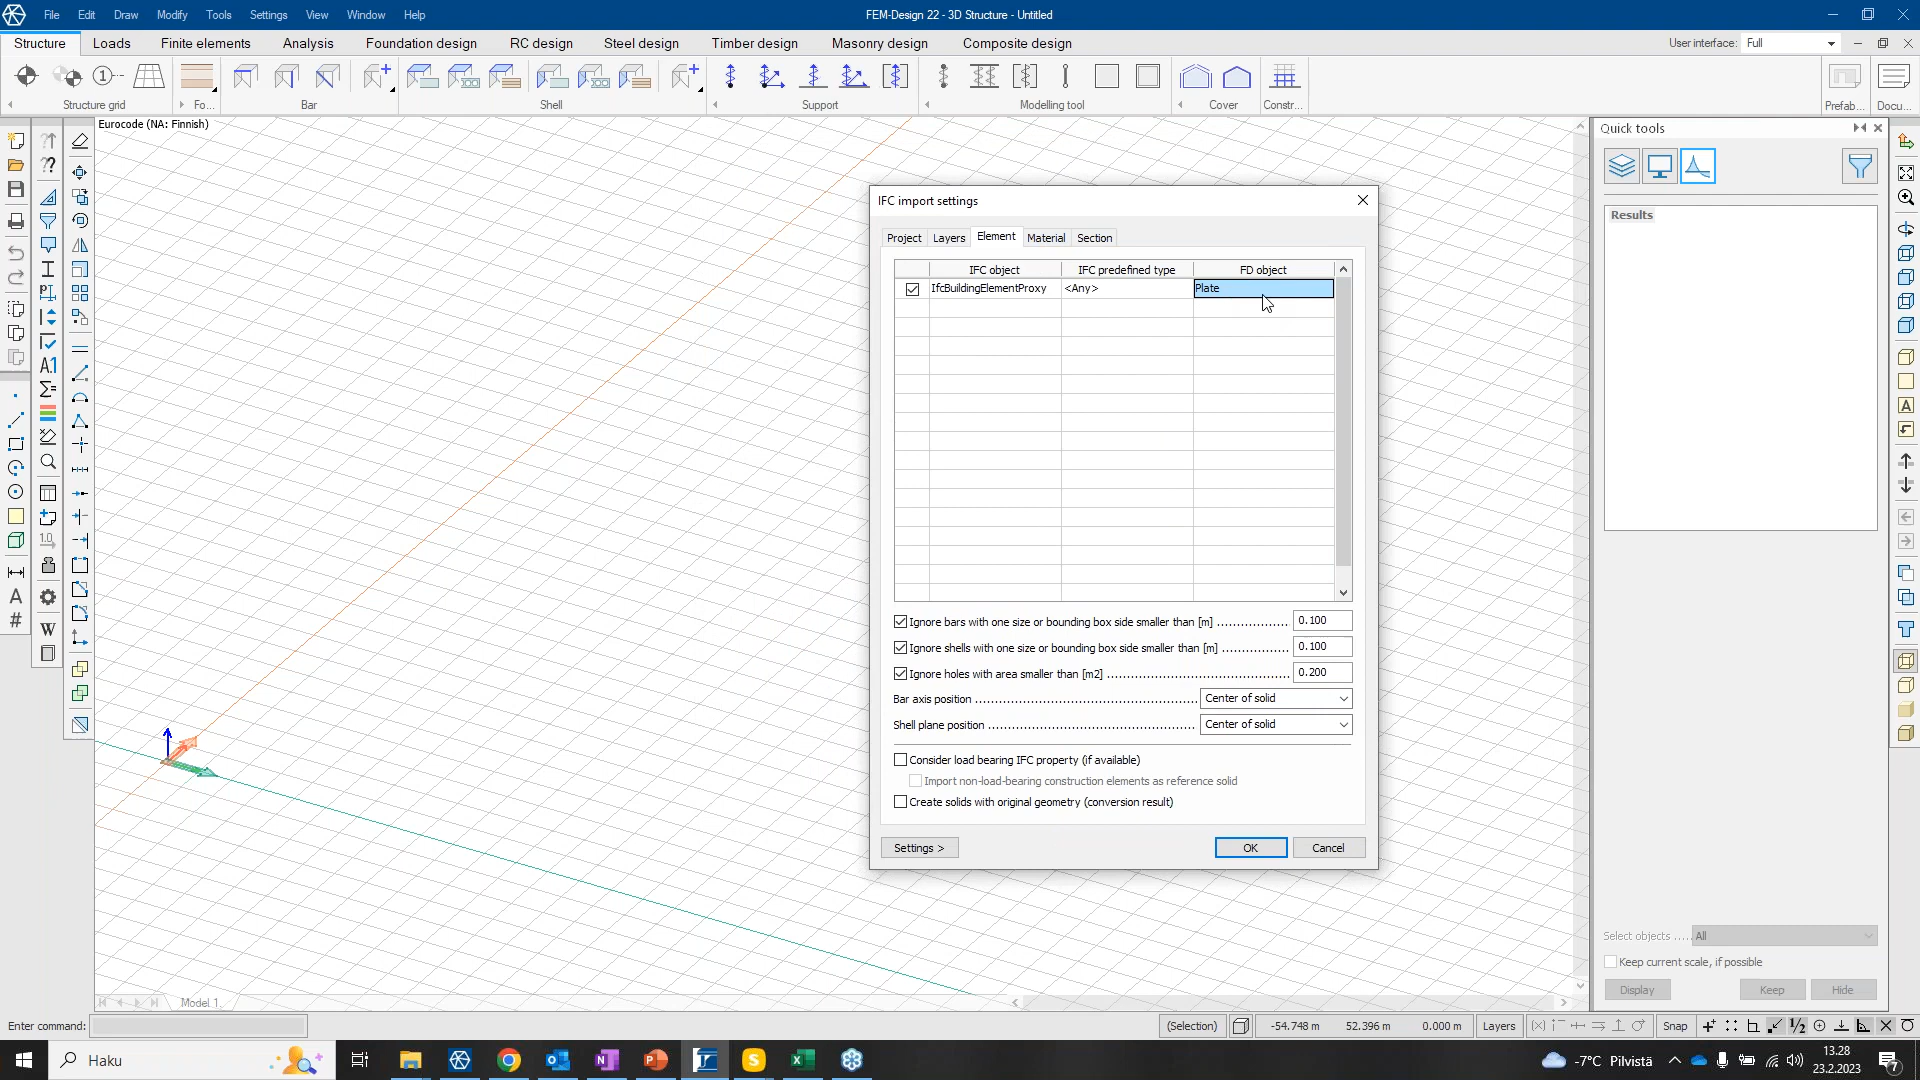 File Edit Draw Modify Tools Settings View Window Help
FEM-Design 22 - 3D Structure - Untitled
Structure Loads Finite elements Analysis Foundation design RC design Steel design Timber design Masonry design Composite design
User interface: Full
Structure grid Fo... Bar Shell Support Modelling tool Cover Constr... Prefab... Docu...
Eurocode (NA: Finnish)
Quick tools
Results
IFC import settings
Project Layers Element Material Section
IFC object IFC predefined type FD object
IfcBuildingElementProxy <Any> Plate
Ignore bars with one size or bounding box side smaller than [m] 0.100
Ignore shells with one size or bounding box side smaller than [m] 0.100
Ignore holes with area smaller than [m2] 0.200
Bar axis position Center of solid
Shell plane position Center of solid
Consider load bearing IFC property (if available)
Import non-load-bearing construction elements as reference solid
Create solids with original geometry (conversion result)
Settings > OK Cancel
Select objects ..... All
Keep current scale, if possible
Display Keep Hide
Model 1
Enter command:
(Selection) -54.748 m 52.396 m 0.000 m Layers Snap
Haku
-7°C Pilvistä
13.28
23.2.2023
7